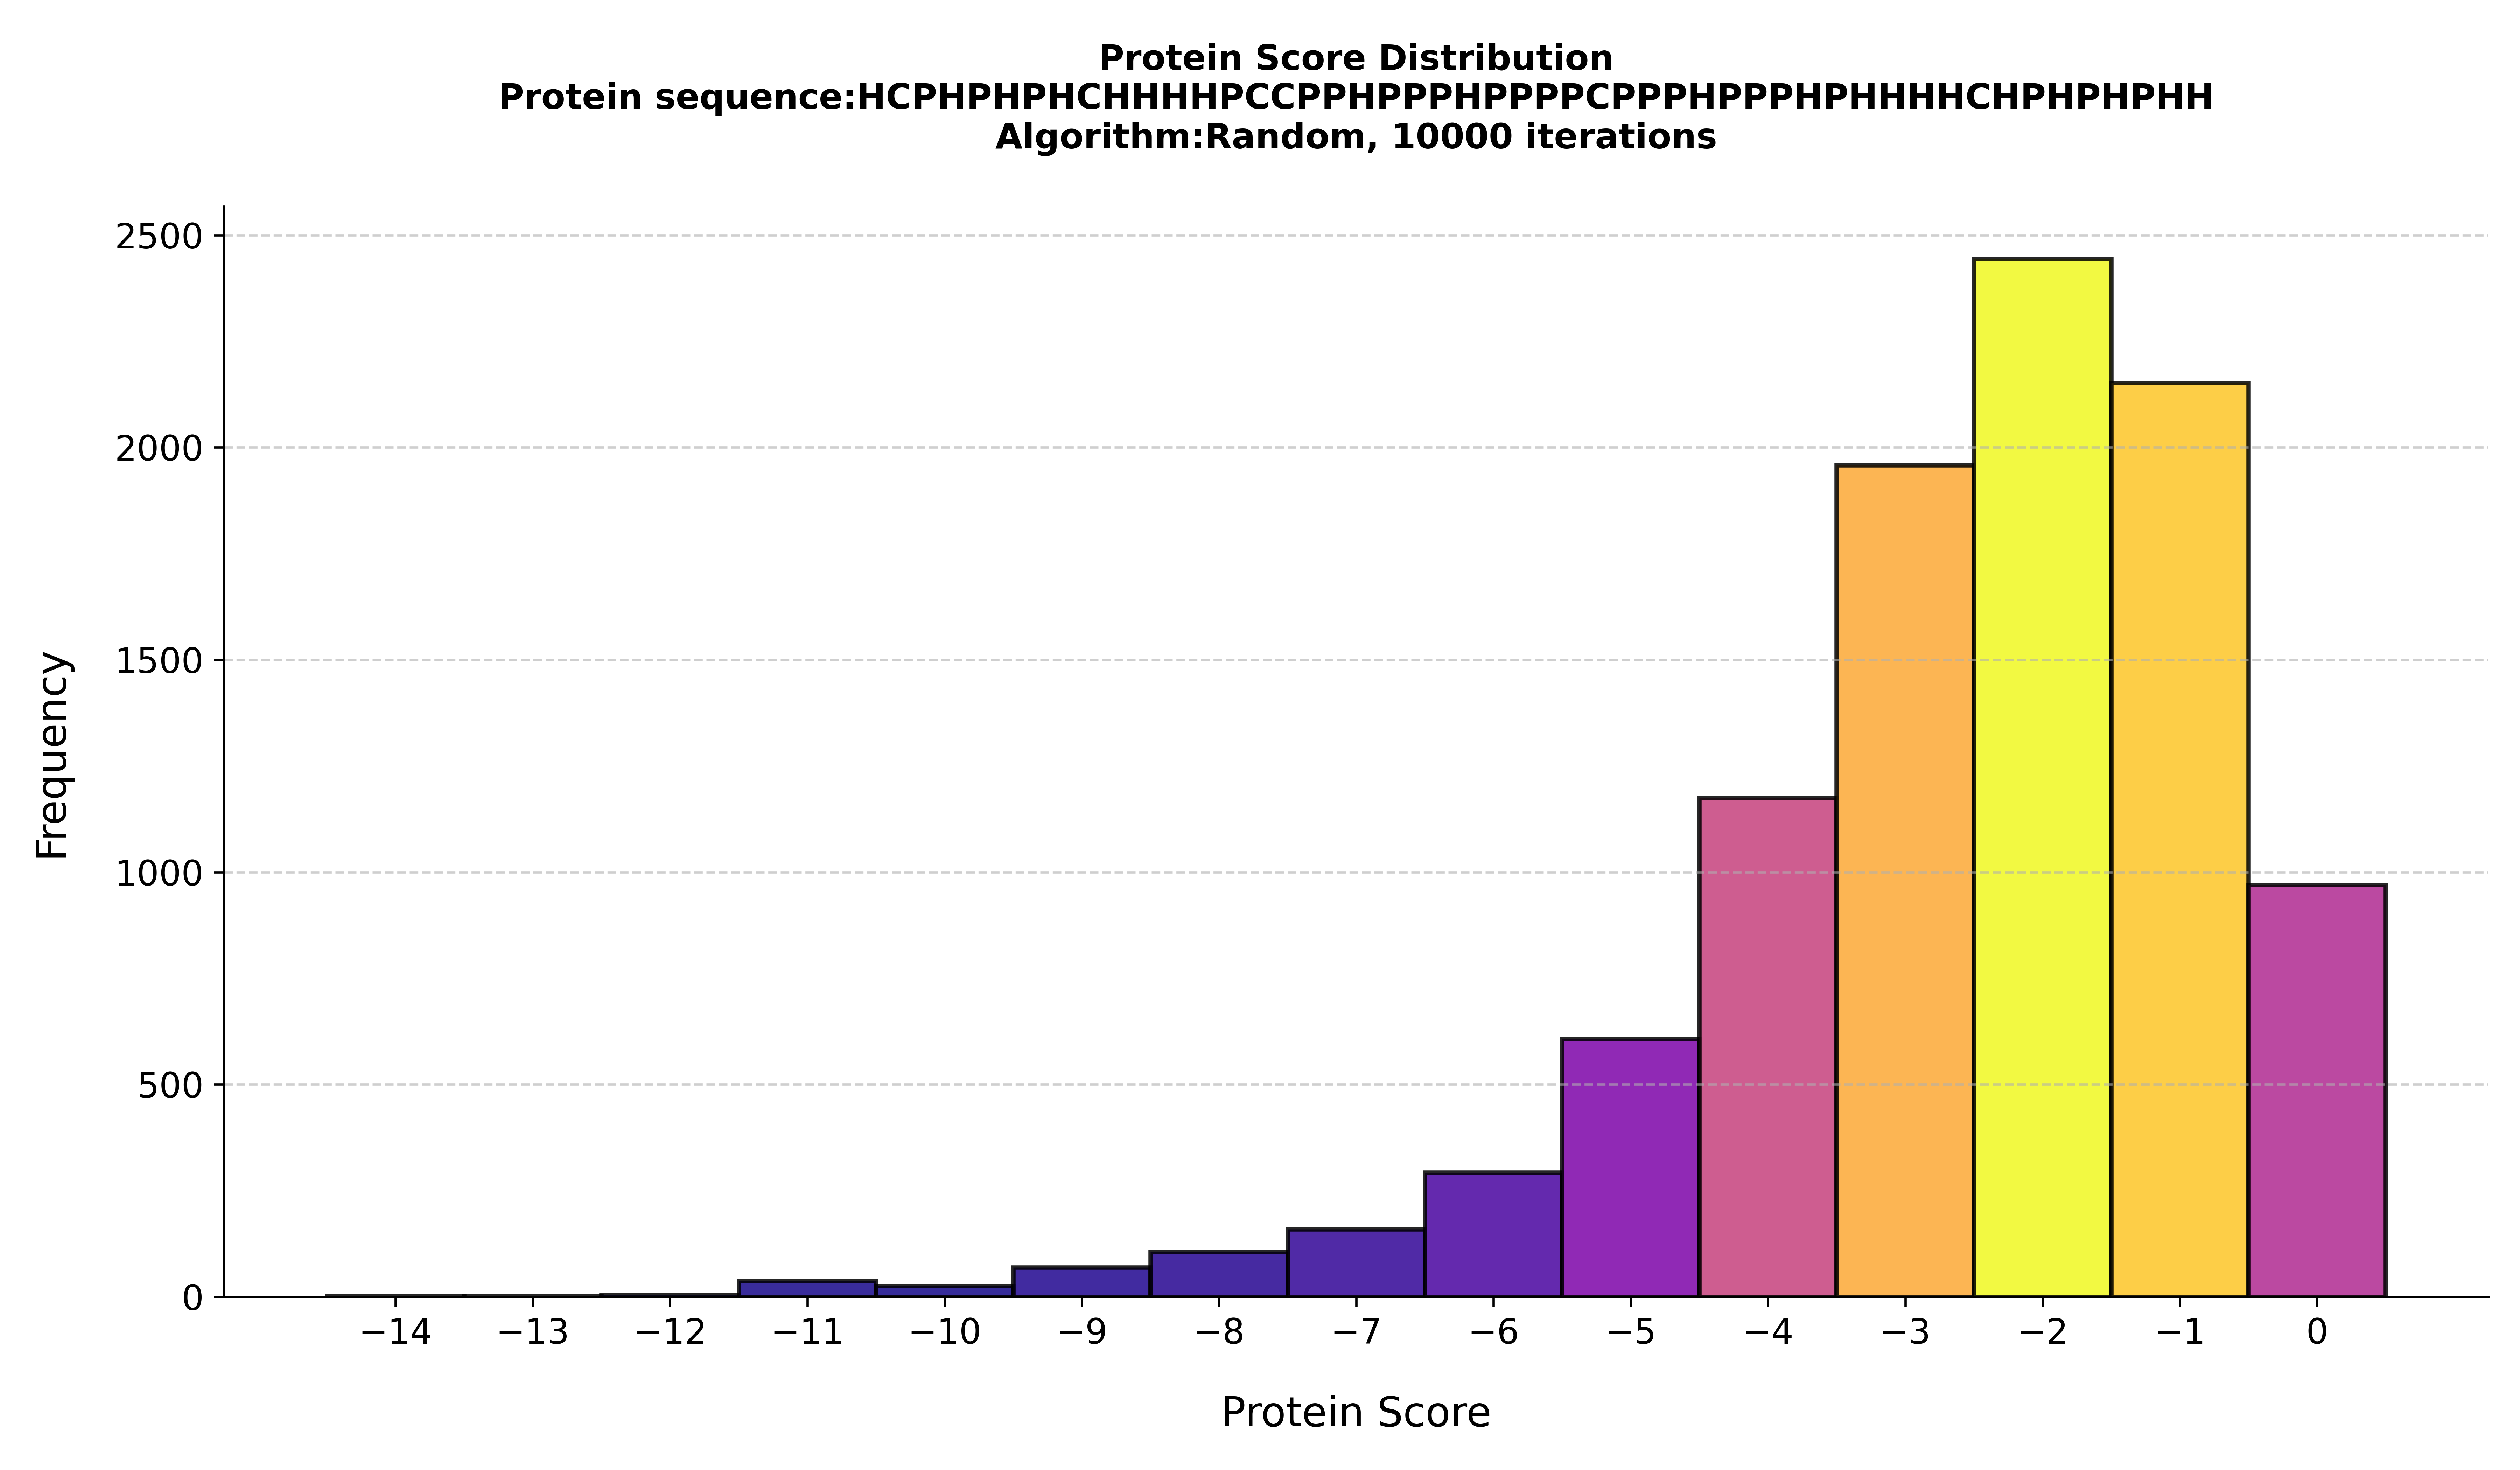 Protein Score Distribution
Protein sequence:HCPHPHPHCHHHHPCCPPHPPPHPPPPCPPPHPPPHPHHHHCHPHPHPHH
Algorithm:Random, 10000 iterations
2500
2000
1500
1000
500
0
Frequency
−14 −13 −12 −11 −10 −9 −8 −7 −6 −5 −4 −3 −2 −1 0
Protein Score